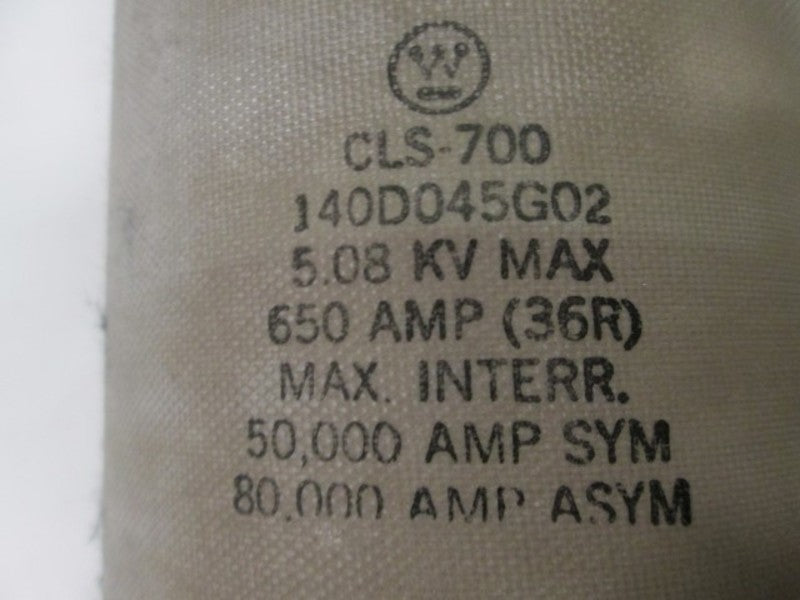 CLS-700
140D045G02
5.08 KV MAX
650 AMP (36R)
MAX. INTERR.
50,000 AMP SYM
80,000 AMP ASYM